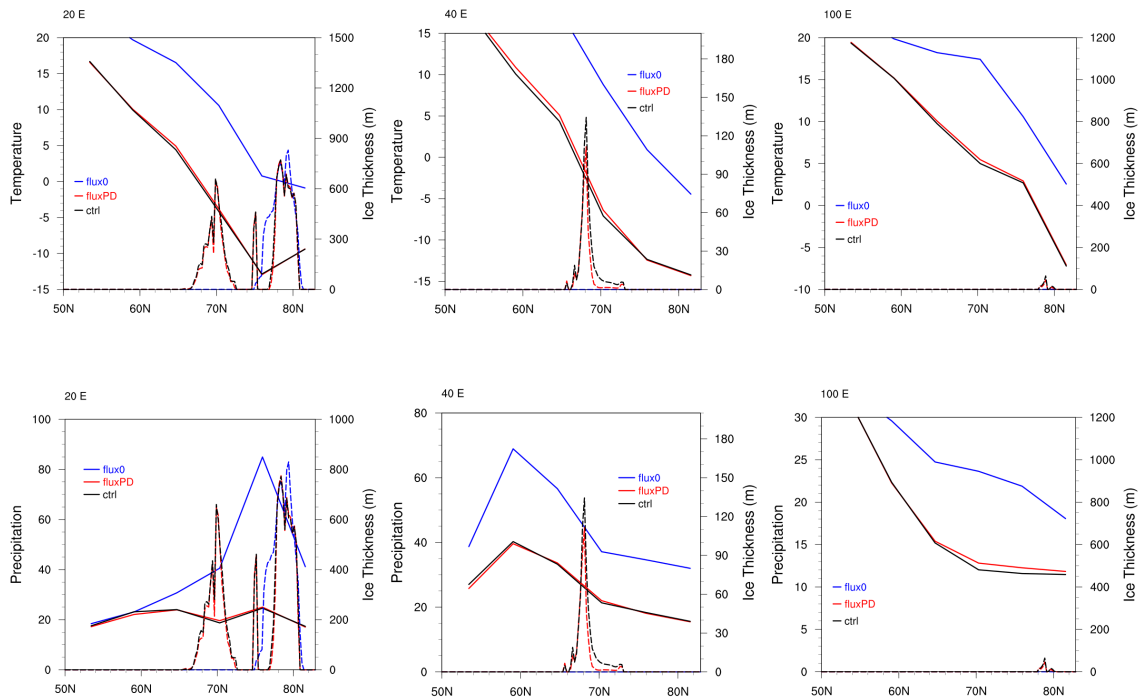 20 E
40 E
100 E
20
15
10
5
0
-5
-10
-15
1500
1200
900
600
300
0
Temperature
Ice Thickness (m)
flux0
fluxPD
ctrl
50N
60N
70N
80N
15
10
5
0
-5
-10
-15
180
150
120
90
60
30
0
Temperature
Ice Thickness (m)
flux0
fluxPD
ctrl
50N
60N
70N
80N
20
15
10
5
0
-5
-10
1200
1000
800
600
400
200
0
Temperature
Ice Thickness (m)
flux0
fluxPD
ctrl
50N
60N
70N
80N
20 E
40 E
100 E
100
80
60
40
20
0
1000
800
600
400
200
0
Precipitation
Ice Thickness (m)
flux0
fluxPD
ctrl
50N
60N
70N
80N
80
60
40
20
0
180
150
120
90
60
30
0
Precipitation
Ice Thickness (m)
flux0
fluxPD
ctrl
50N
60N
70N
80N
30
25
20
15
10
5
0
1200
1000
800
600
400
200
0
Precipitation
Ice Thickness (m)
flux0
fluxPD
ctrl
50N
60N
70N
80N